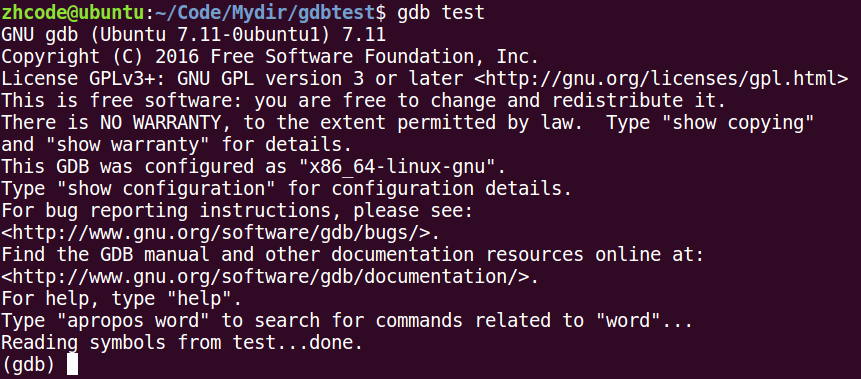 zhcode@ubuntu:~/Code/Mydir/gdbtest$ gdb test
GNU gdb (Ubuntu 7.11-0ubuntu1) 7.11
Copyright (C) 2016 Free Software Foundation, Inc.
License GPLv3+: GNU GPL version 3 or later <http://gnu.org/licenses/gpl.html>
This is free software: you are free to change and redistribute it.
There is NO WARRANTY, to the extent permitted by law.  Type "show copying"
and "show warranty" for details.
This GDB was configured as "x86_64-linux-gnu".
Type "show configuration" for configuration details.
For bug reporting instructions, please see:
<http://www.gnu.org/software/gdb/bugs/>.
Find the GDB manual and other documentation resources online at:
<http://www.gnu.org/software/gdb/documentation/>.
For help, type "help".
Type "apropos word" to search for commands related to "word"...
Reading symbols from test...done.
(gdb)